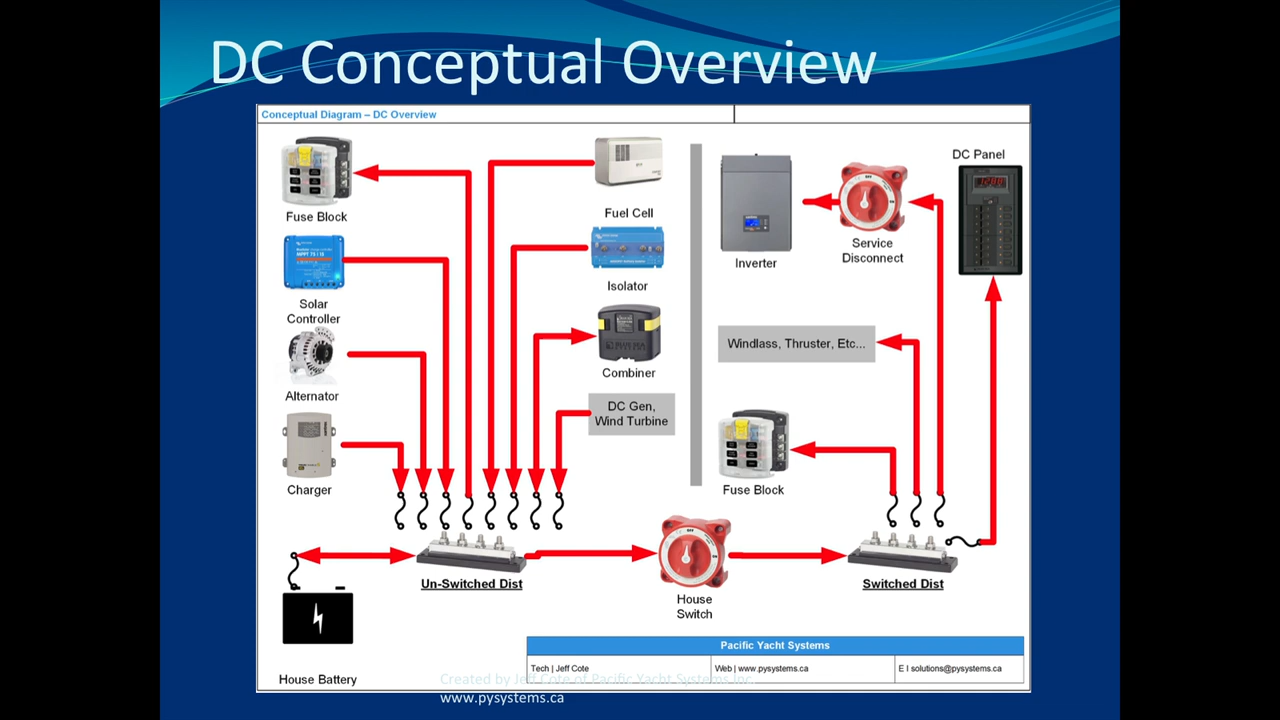 DC Conceptual Overview
Conceptual Diagram – DC Overview
Fuse Block
Solar
Controller
Alternator
Charger
Fuel Cell
Isolator
Combiner
DC Gen,
Wind Turbine
Inverter
Service
Disconnect
DC Panel
Windlass, Thruster, Etc...
Fuse Block
Un-Switched Dist
House
Switch
Switched Dist
House Battery
Pacific Yacht Systems
Tech | Jeff Cote
Web | www.pysystems.ca
E I solutions@pysystems.ca
Created by Jeff Cote of Pacific Yacht Systems Inc.
www.pysystems.ca